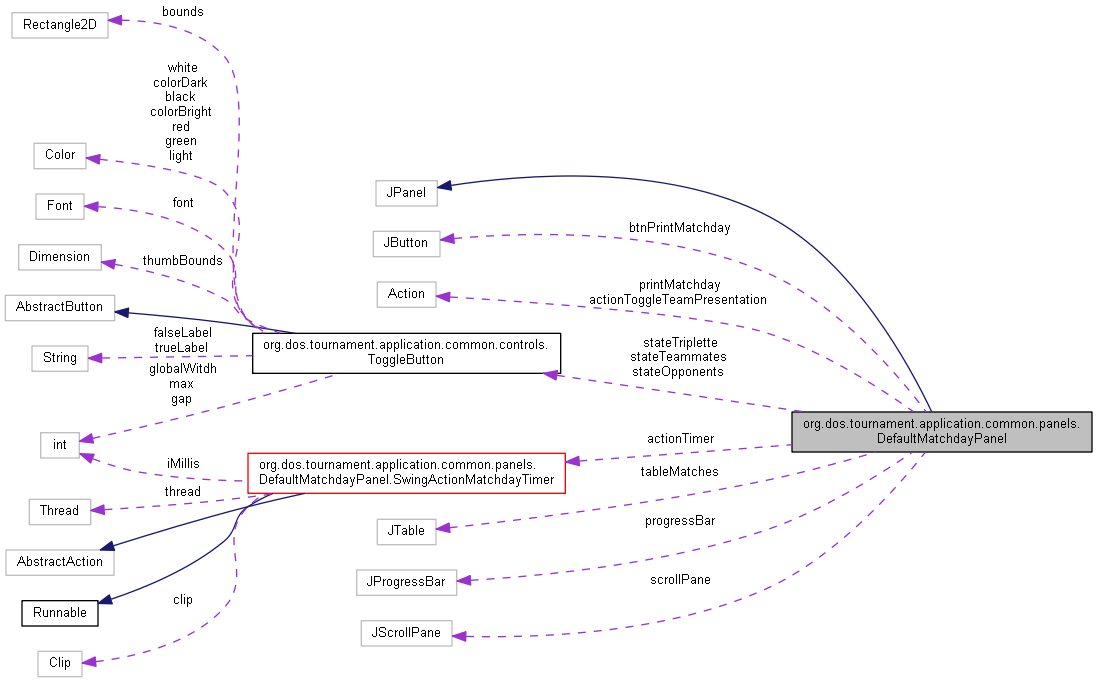 bounds
Rectangle2D
white
colorDark
black
colorBright
red
green
light
Color
JPanel
Font
font
btnPrintMatchday
JButton
Dimension
thumbBounds
printMatchday
actionToggleTeamPresentation
Action
AbstractButton
falseLabel
trueLabel
String
org.dos.tournament.application.common.controls.
ToggleButton
stateTriplette
stateTeammates
stateOpponents
globalWitdh
max
gap
int
org.dos.tournament.application.common.panels.
DefaultMatchdayPanel
actionTimer
iMillis
org.dos.tournament.application.common.panels.
DefaultMatchdayPanel.SwingActionMatchdayTimer
tableMatches
thread
Thread
JTable
progressBar
AbstractAction
JProgressBar
scrollPane
clip
Runnable
JScrollPane
Clip